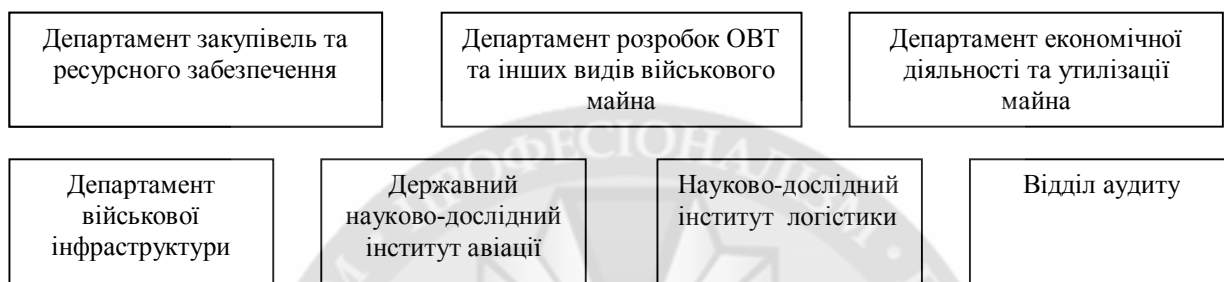 Департамент закупівель та
ресурсного забезпечення
Департамент розробок ОВТ
та інших видів військового
майна
Департамент економічної
діяльності та утилізації
майна
Департамент
військової
інфраструктури
Державний
науково-дослідний
інститут авіації
Науково-дослідний
інститут логістики
Відділ аудиту
ПРОФЕСІОНАЛІЗМ